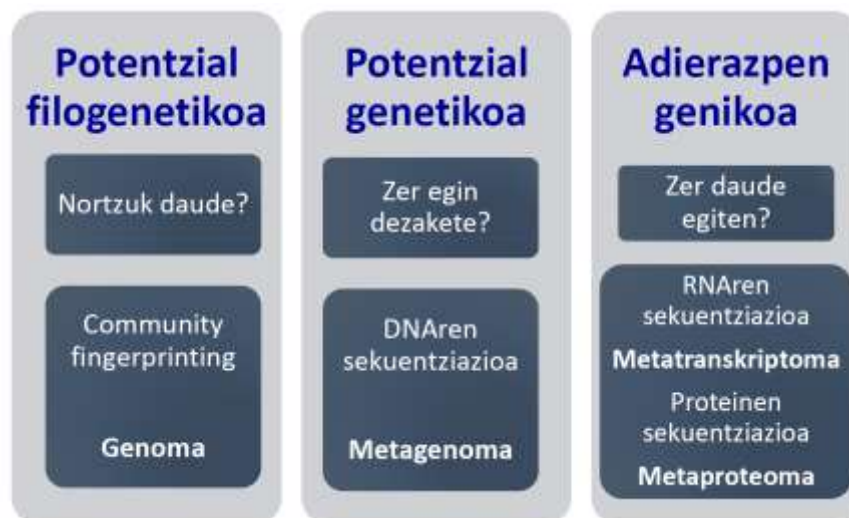 Potentzial
filogenetikoa
Nortzuk daude?
Community
fingerprinting
Genoma
Potentzial
genetikoa
Zer egin
dezakete?
DNAren
sekuentziazioa
Metagenoma
Adierazpen
genikoa
Zer daude
egiten?
RNAren
sekuentziazioa
Metatranskriptoma
Proteinen
sekuentziazioa
Metaproteoma